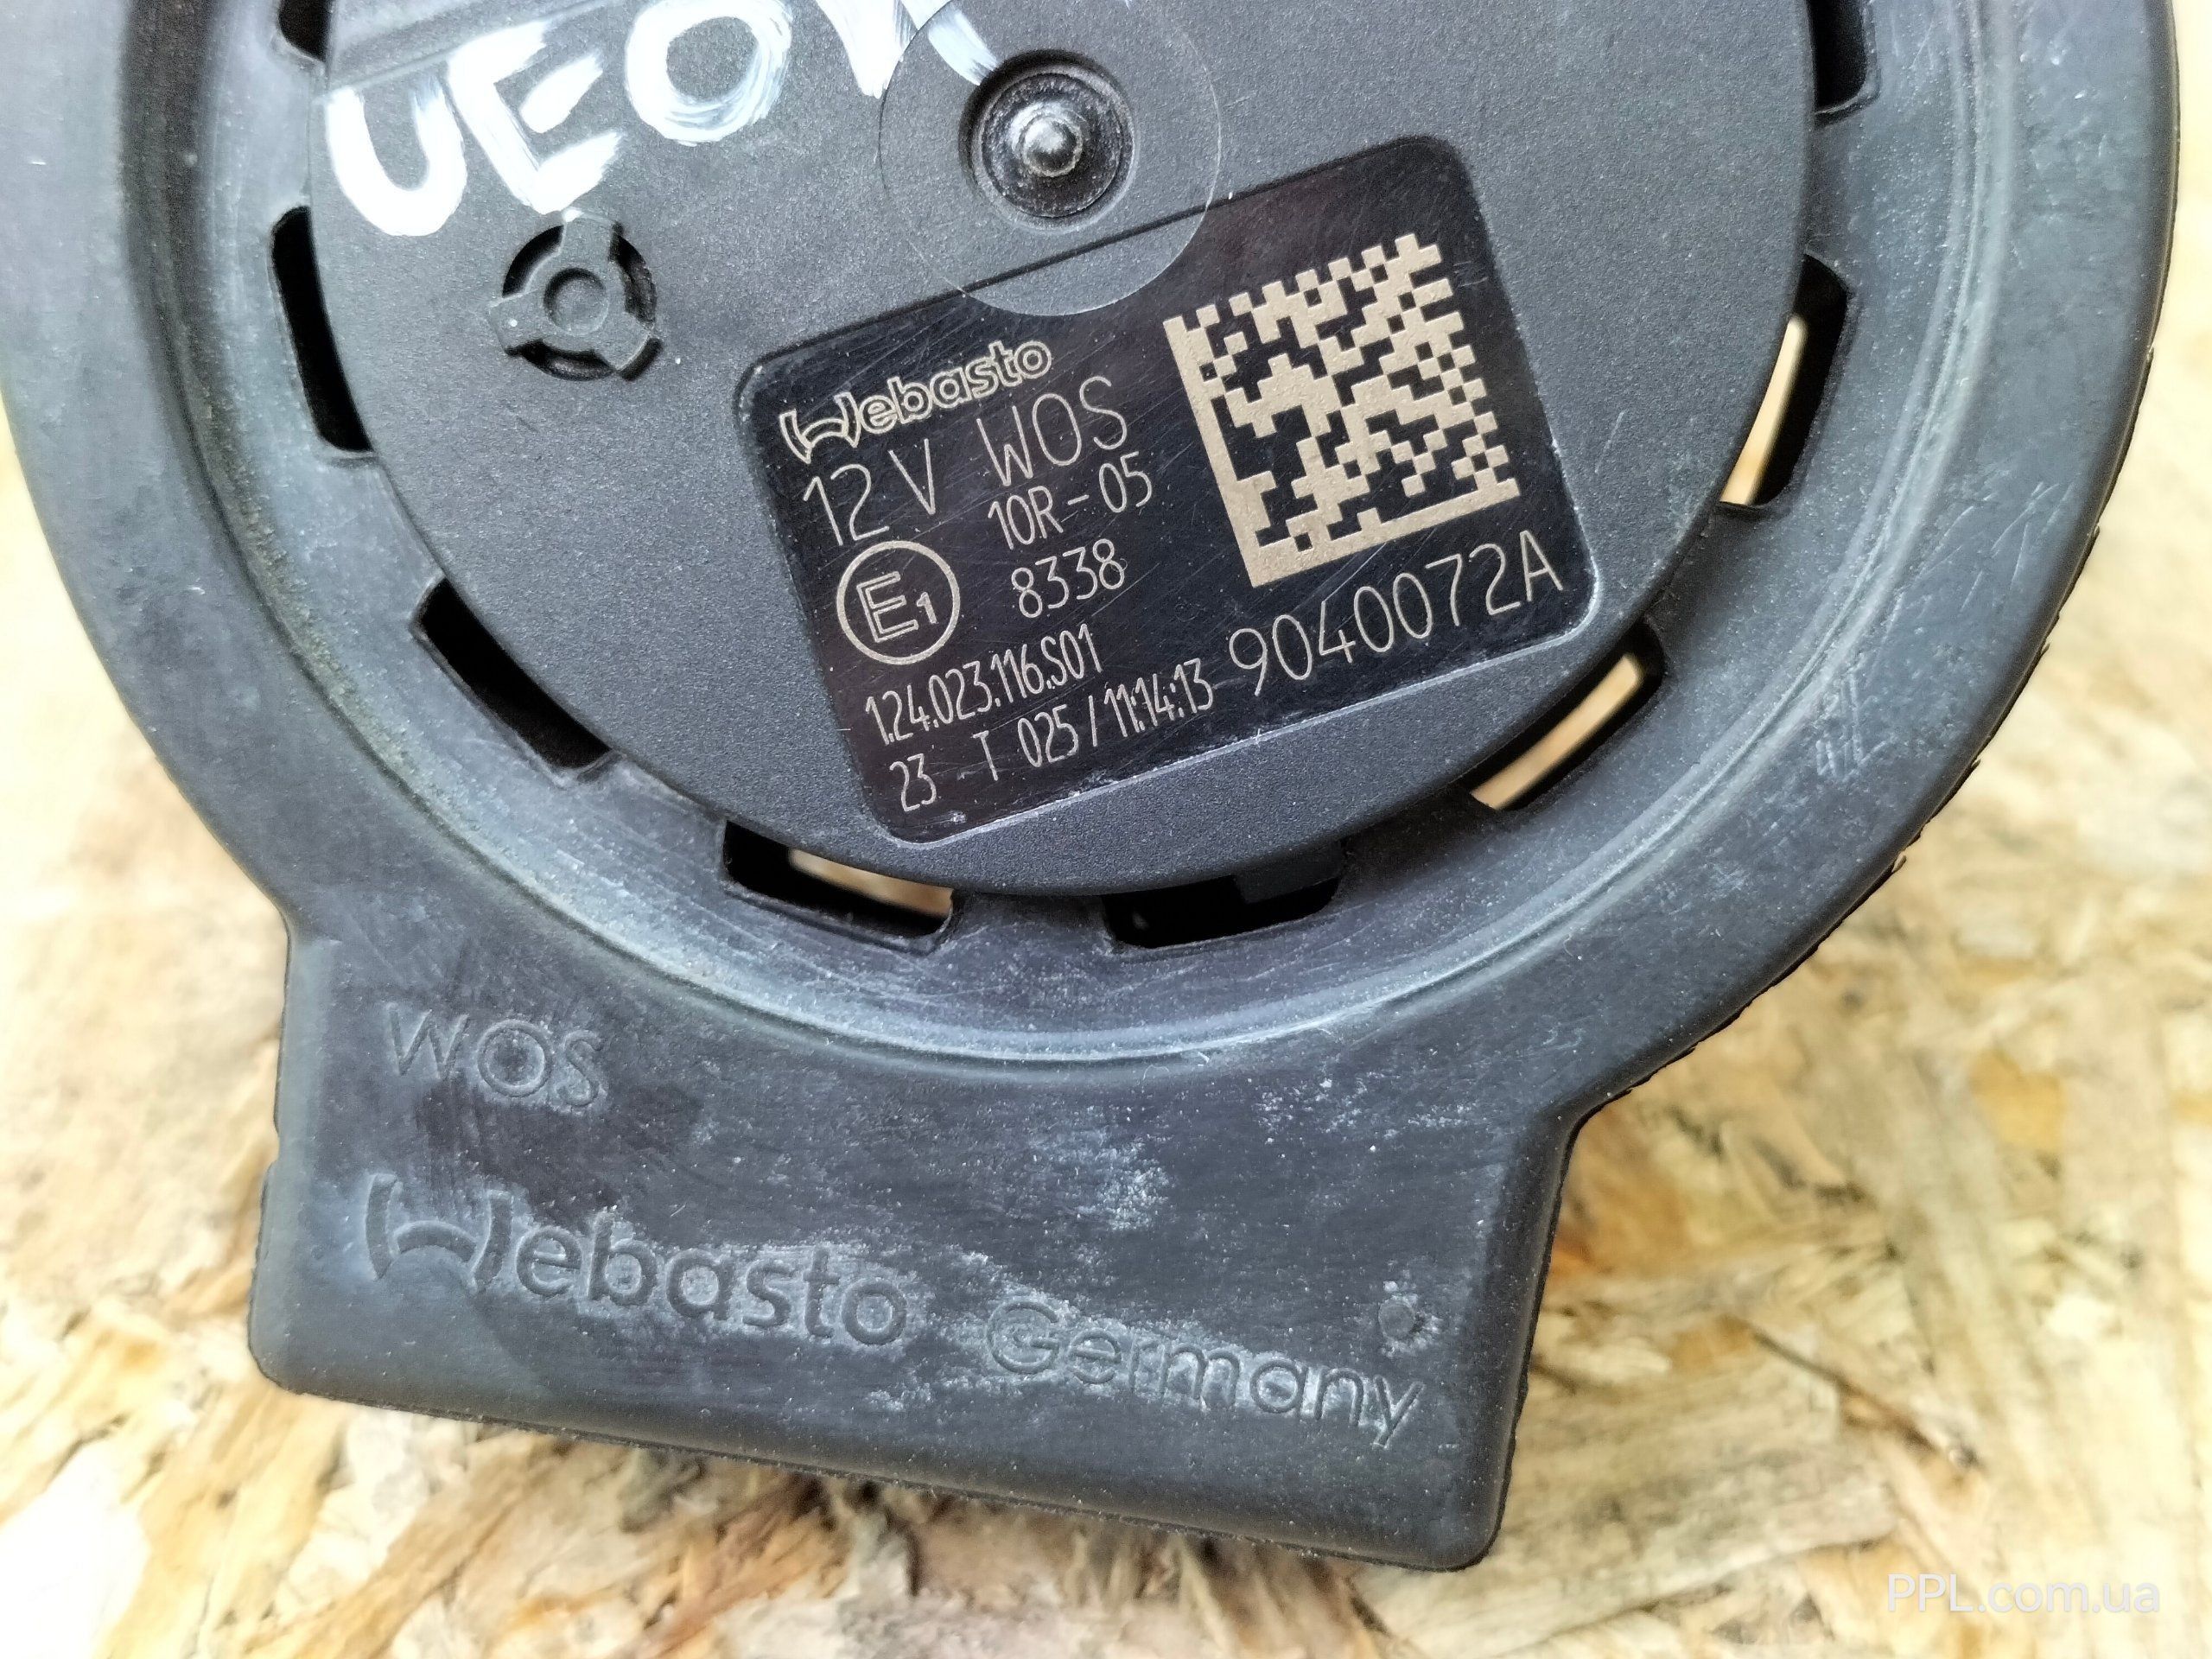 Webasto
12V WOS
10R-05
E1 8338
1.24.023.116.S01
23 T 025/11:14:13 9040072A
WOS
Webasto Germany
PPL.com.ua